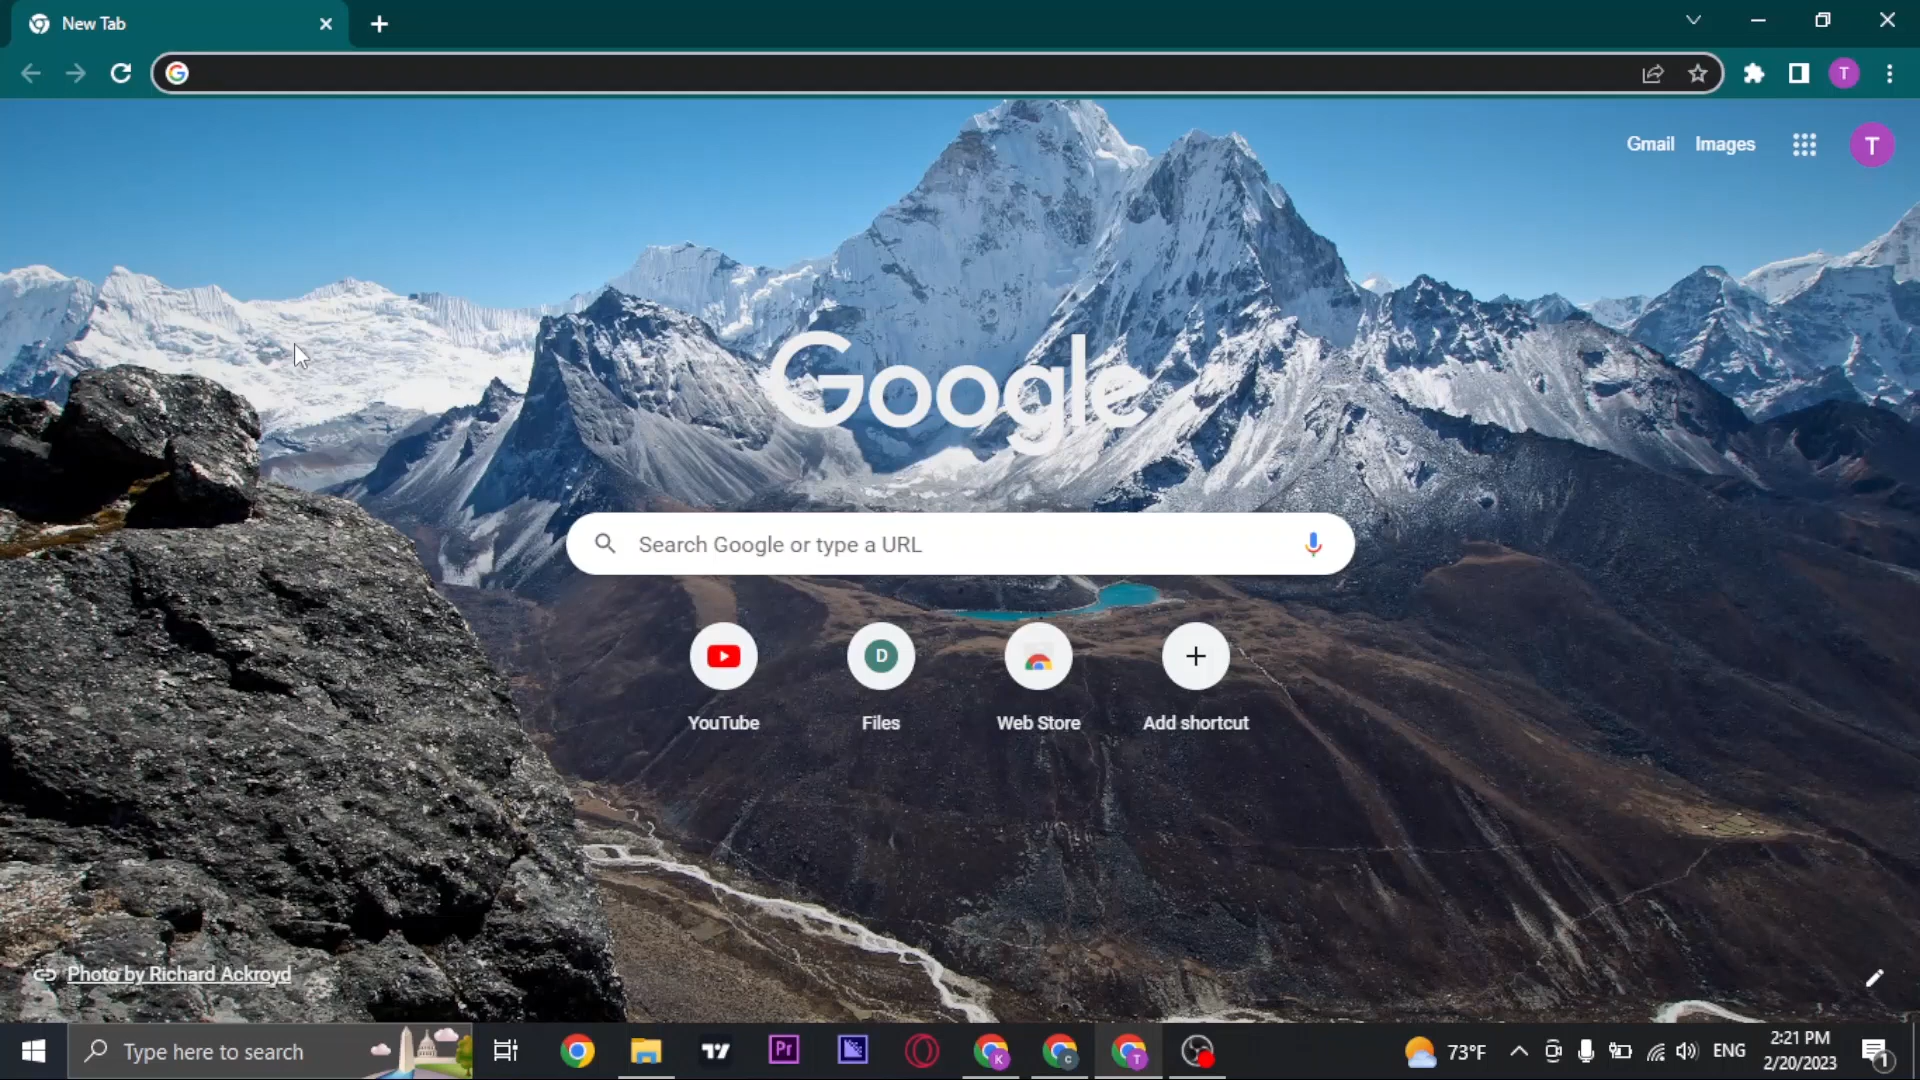 New Tab
T
Gmail Images
T
Google
Search Google or type a URL
D
YouTube Files Web Store Add shortcut
Photo by Richard Ackroyd
Type here to search
Pr
K
C
T
73°F
ENG
2:21 PM
2/20/2023
1